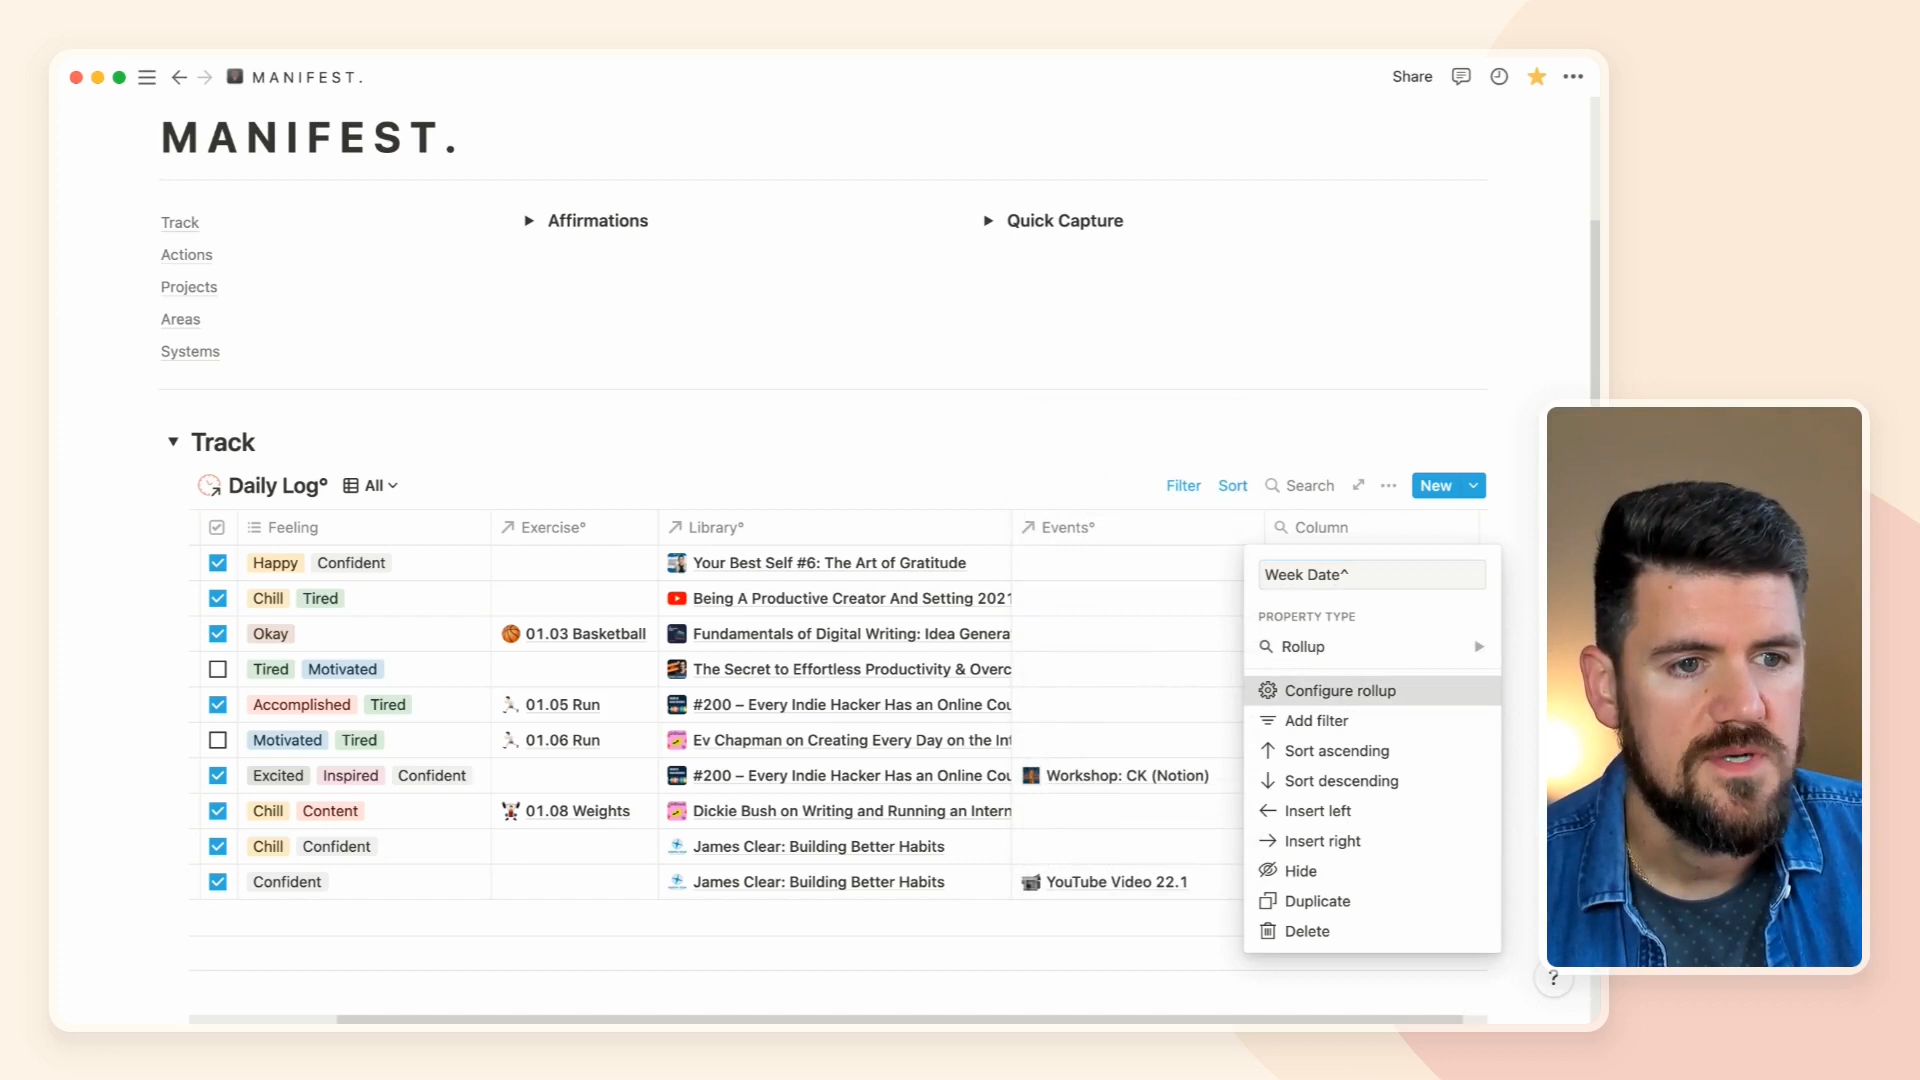 MANIFEST.
Share
MANIFEST.
Track
Actions
Projects
Areas
Systems
Affirmations
Quick Capture
Track
Daily Log°
All
Filter
Sort
Search
New
Feeling
Exercise°
Library°
Events°
Column
Happy Confident
Your Best Self #6: The Art of Gratitude
Chill Tired
Being A Productive Creator And Setting 2021
Okay
01.03 Basketball
Fundamentals of Digital Writing: Idea Genera
Tired Motivated
The Secret to Effortless Productivity & Overc
Accomplished Tired
01.05 Run
#200 – Every Indie Hacker Has an Online Cou
Motivated Tired
01.06 Run
Ev Chapman on Creating Every Day on the Int
Excited Inspired Confident
#200 – Every Indie Hacker Has an Online Cou
Workshop: CK (Notion)
Chill Content
01.08 Weights
Dickie Bush on Writing and Running an Intern
Chill Confident
James Clear: Building Better Habits
Confident
James Clear: Building Better Habits
YouTube Video 22.1
Week Date^
PROPERTY TYPE
Rollup
Configure rollup
Add filter
Sort ascending
Sort descending
Insert left
Insert right
Hide
Duplicate
Delete
?